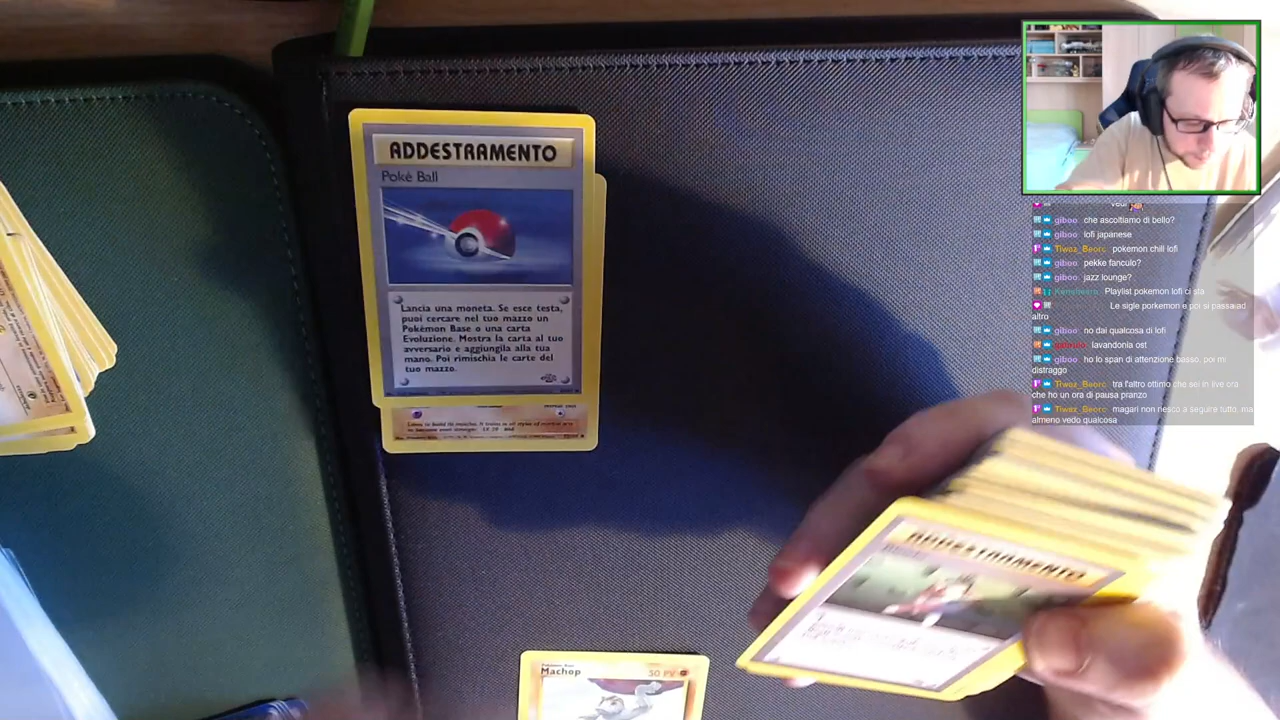 ADDESTRAMENTO
Poké Ball
Lancia una moneta. Se esce testa,
puoi cercare nel tuo mazzo un
Pokémon Base o una carta
Evoluzione. Mostra la carta al tuo
avversario e aggiungila alla tua
mano. Poi rimischia le carte del
tuo mazzo.
Machop
50 PV
ADDESTRAMENTO
giboo che ascoltiamo di bello?
giboo lofi japanese
Tiwaz_Beorc pokemon chill lofi
giboo pekke fanculo?
giboo jazz lounge?
Playlist pokemon lofi ci sta
Le sigle porkemon e poi si passa ad
altro
giboo no dai qualcosa di lofi
lavandonia ost
giboo ho lo span di attenzione basso, poi mi
distraggo
Tiwaz_Beorc tra l'altro ottimo che sei in live ora
che ho un ora di pausa pranzo
Tiwaz_Beorc magari non riesco a seguire tutto, ma
almeno vedo qualcosa